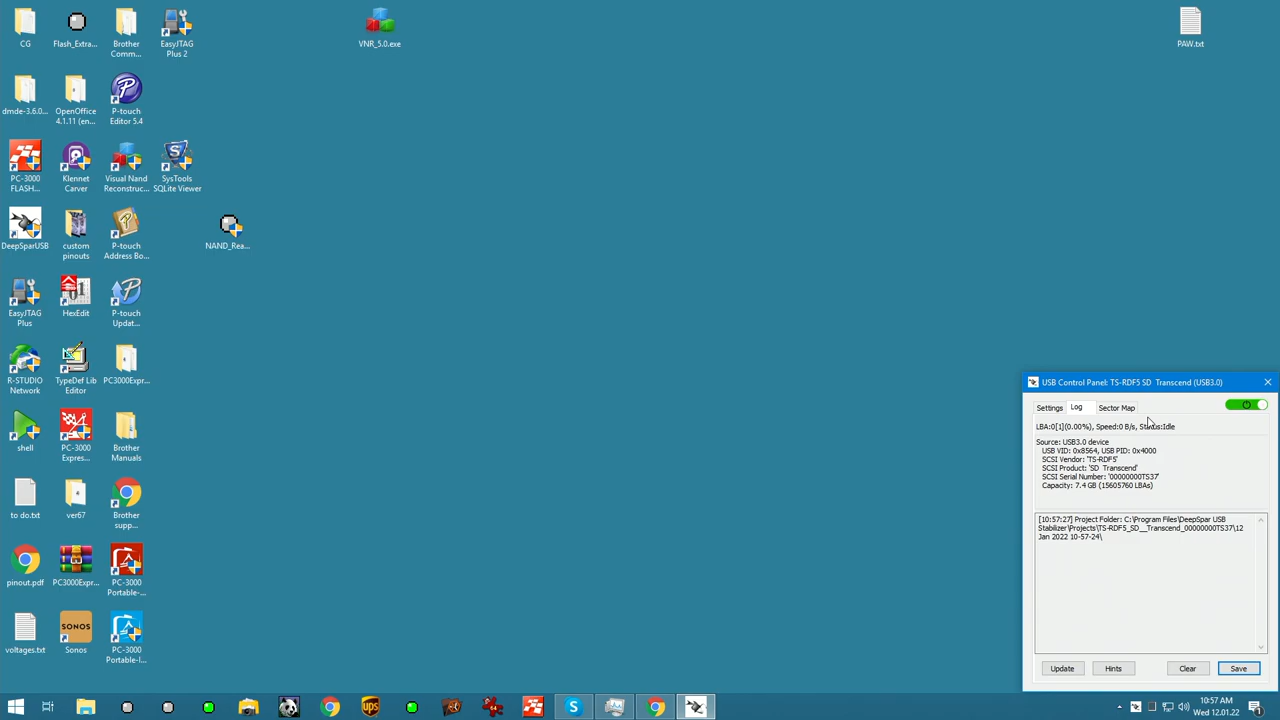 CG
Flash_Extra...
Brother
Comm...
EasyJTAG
Plus 2
VNR_5.0.exe
PAW.txt
dmde-3.6.0...
OpenOffice
4.1.11 (en...
P-touch
Editor 5.4
PC-3000
FLASH...
Klennet
Carver
Visual Nand
Reconstruc...
SysTools
SQLite Viewer
DeepSparUSB
custom
pinouts
P-touch
Address Bo...
NAND_Rea...
EasyJTAG
Plus
HexEdit
P-touch
Updat...
R-STUDIO
Network
TypeDef Lib
Editor
PC3000Expr...
shell
PC-3000
Expres...
Brother
Manuals
to do.txt
ver67
Brother
supp...
pinout.pdf
PC3000Expr...
PC-3000
Portable-...
voltages.txt
Sonos
PC-3000
Portable-I...
SONOS
USB Control Panel: TS-RDF5 SD  Transcend (USB3.0)
Settings
Log
Sector Map
LBA:0[1](0.00%), Speed:0 B/s, Status:Idle
Source: USB3.0 device
USB VID: 0x8564, USB PID: 0x4000
SCSI Vendor: 'TS-RDF5'
SCSI Product: 'SD  Transcend'
SCSI Serial Number: '00000000TS37'
Capacity: 7.4 GB (15605760 LBAs)
[10:57:27] Project Folder: C:\Program Files\DeepSpar USB
Stabilizer\Projects\TS-RDF5_SD__Transcend_00000000TS37\12
Jan 2022 10-57-24\
Update
Hints
Clear
Save
ups
64
10:57 AM
Wed 12.01.22
1